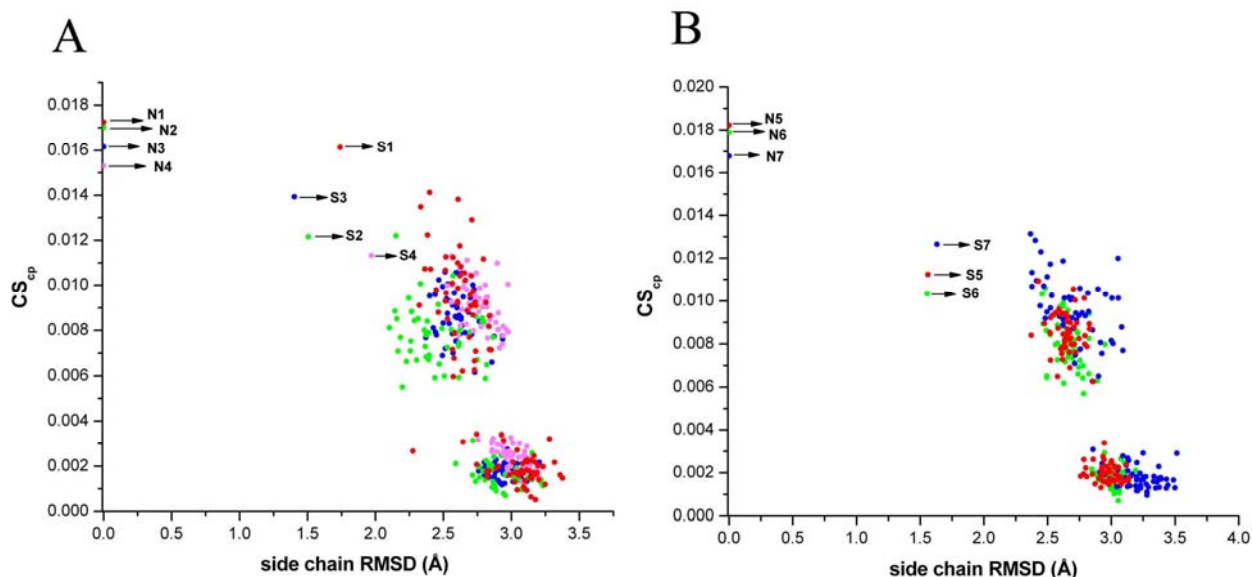 A
CS_cp
0.018
0.016
0.014
0.012
0.010
0.008
0.006
0.004
0.002
0.000
N1
N2
N3
N4
S1
S3
S2
S4
0.0 0.5 1.0 1.5 2.0 2.5 3.0 3.5
side chain RMSD (Å)
B
CS_cp
0.020
0.018
0.016
0.014
0.012
0.010
0.008
0.006
0.004
0.002
0.000
N5
N6
N7
S7
S5
S6
0.0 0.5 1.0 1.5 2.0 2.5 3.0 3.5 4.0
side chain RMSD (Å)